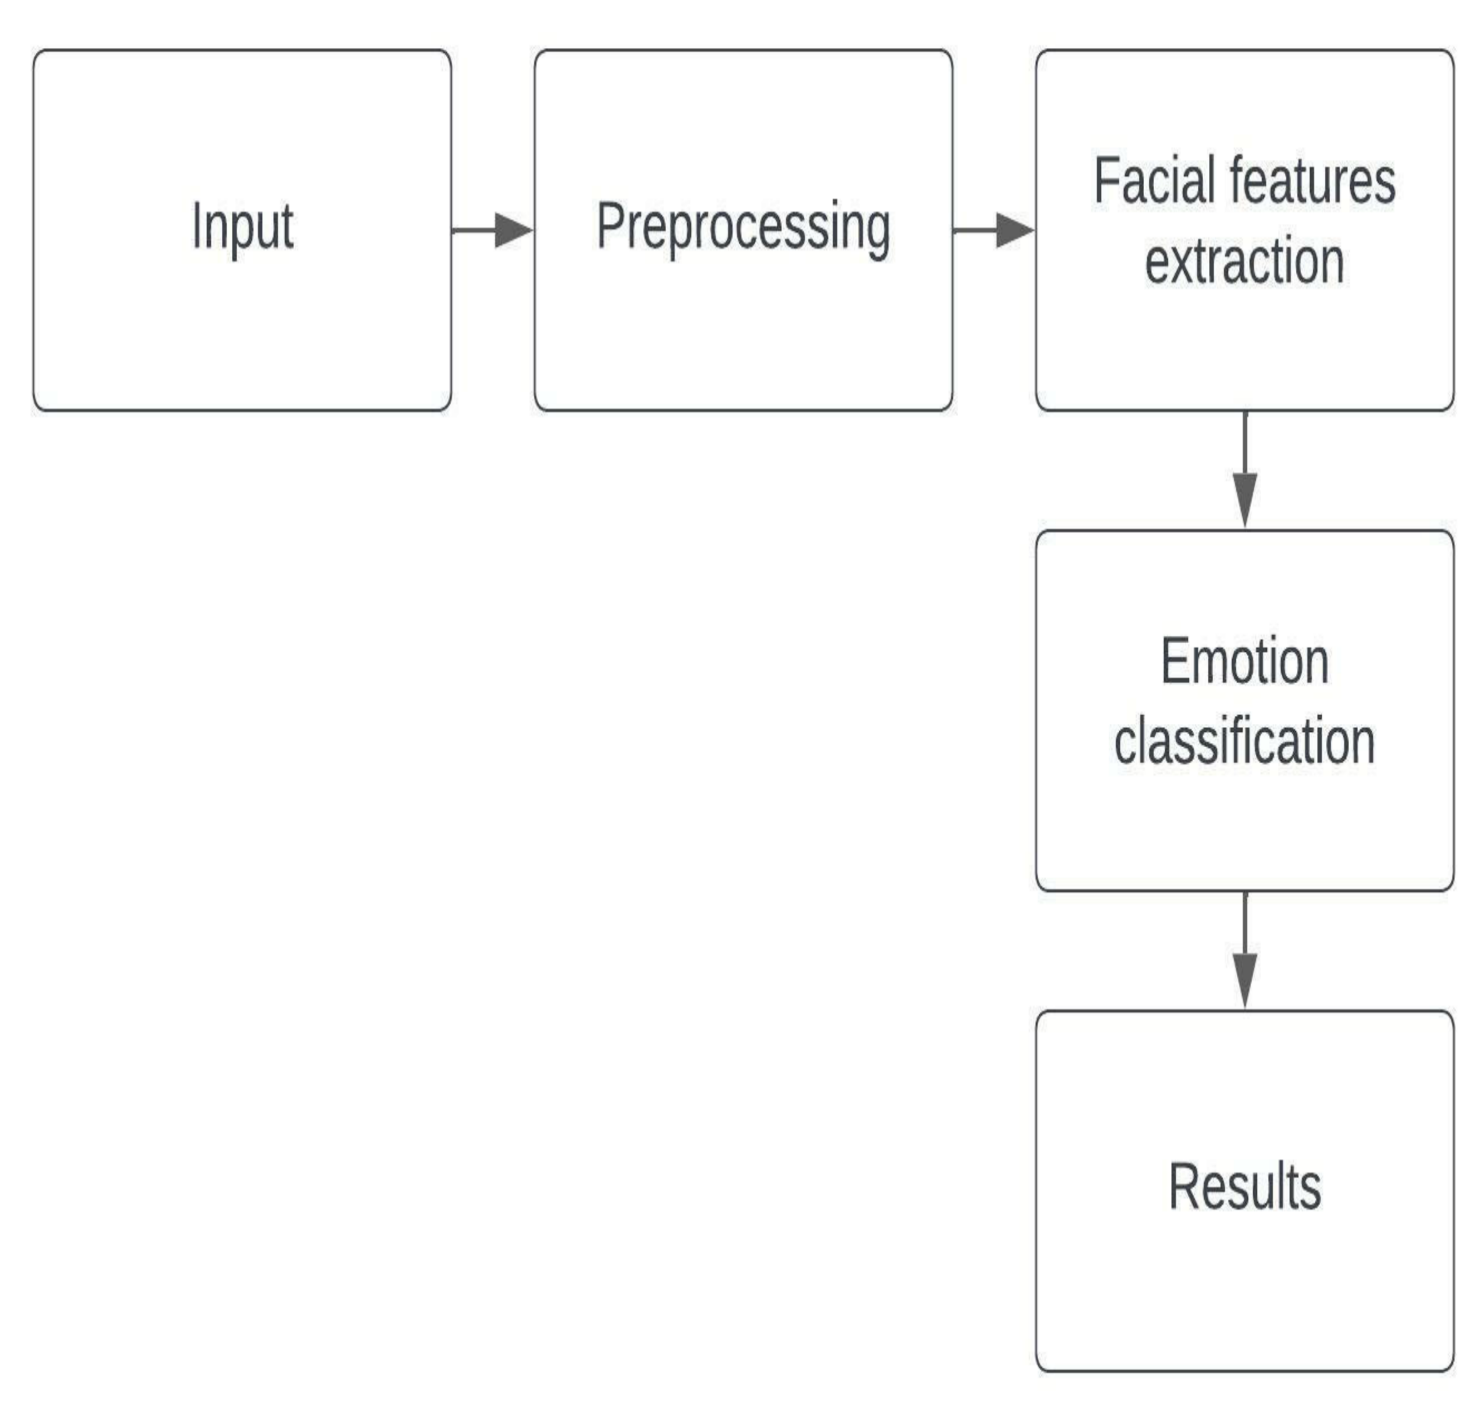 Input
Preprocessing
Facial features
extraction
Emotion
classification
Results